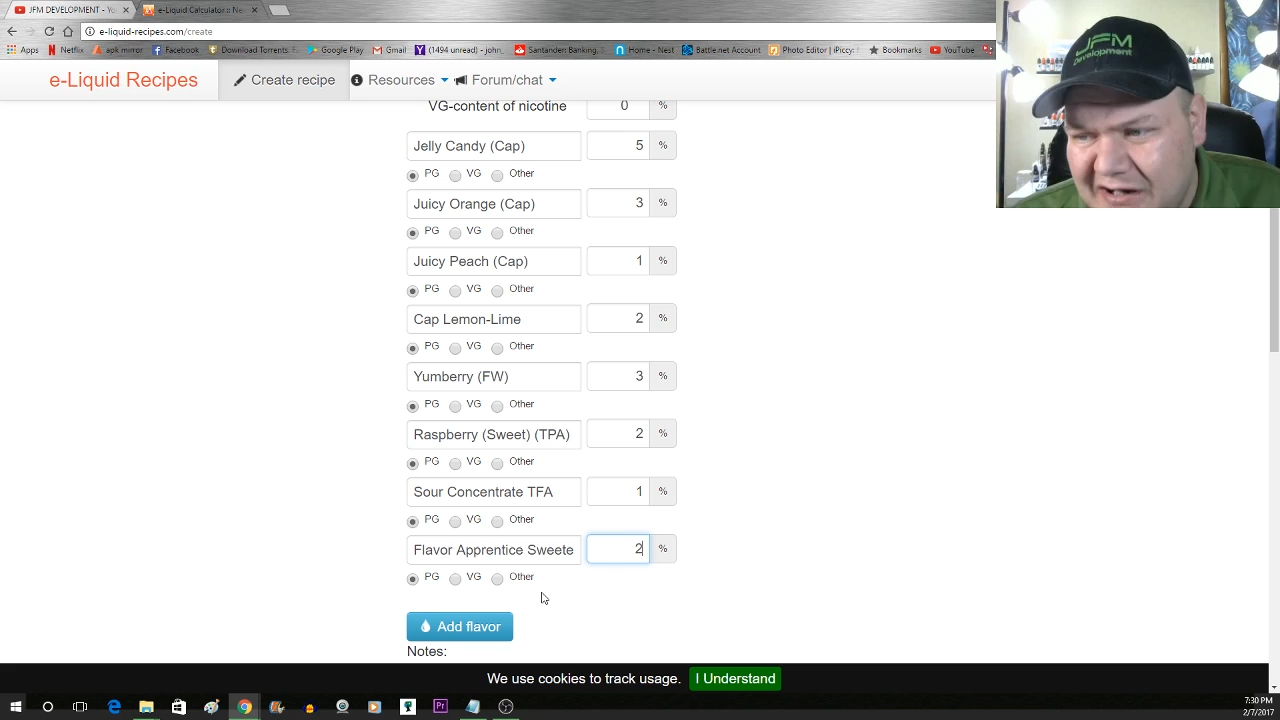 JFM DEVELOPMENT - Yo
e-Liquid Calculator :: Ne
e-liquid-recipes.com/create
Apps Netflix apk mirror Facebook Download Torrents Google Play Gmail (1494 unread) - john_ Santander Banking... Home - Nest Battle.net Account Photo Editor | iPiccy Bookmarks YouTube
JFM
Development
e-Liquid Recipes Create recipe Resources Forum/chat
VG-content of nicotine 0 %
Jelly Candy (Cap) 5 %
PG VG Other
Juicy Orange (Cap) 3 %
PG VG Other
Juicy Peach (Cap) 1 %
PG VG Other
Cap Lemon-Lime 2 %
PG VG Other
Yumberry (FW) 3 %
PG VG Other
Raspberry (Sweet) (TPA) 2 %
PG VG Other
Sour Concentrate TFA 1 %
PG VG Other
Flavor Apprentice Sweete 2 %
PG VG Other
Add flavor
Notes:
We use cookies to track usage. I Understand
Pr
7:30 PM
2/7/2017